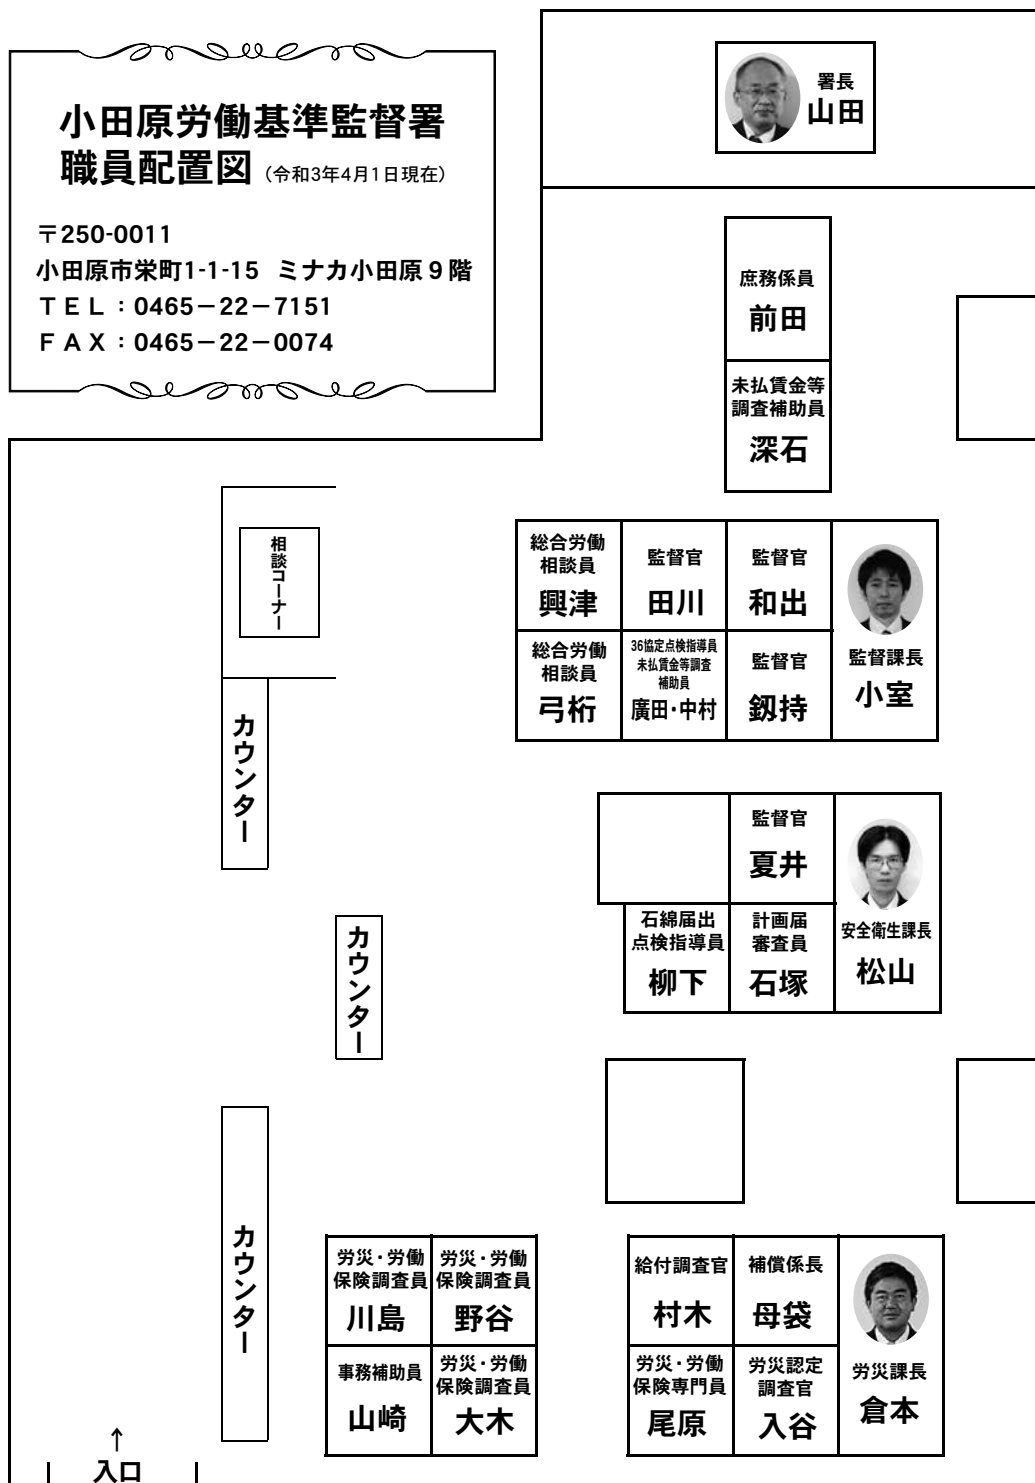 小田原労働基準監督署
職員配置図（令和3年4月1日現在）
〒250-0011
小田原市栄町1-1-15 ミナカ小田原９階
ＴＥＬ：0465－22－7151
ＦＡＸ：0465－22－0074
署長
山田
庶務係員
前田
未払賃金等
調査補助員
深石
相談コーナー
総合労働
相談員
興津
監督官
田川
監督官
和出
監督課長
小室
総合労働
相談員
弓桁
36協定点検指導員
未払賃金等調査
補助員
廣田・中村
監督官
釼持
カウンター
監督官
夏井
安全衛生課長
松山
石綿届出
点検指導員
柳下
計画届
審査員
石塚
カウンター
カウンター
労災・労働
保険調査員
川島
労災・労働
保険調査員
野谷
事務補助員
山崎
労災・労働
保険調査員
大木
給付調査官
村木
補償係長
母袋
労災課長
倉本
労災・労働
保険専門員
尾原
労災認定
調査官
入谷
↑
入口